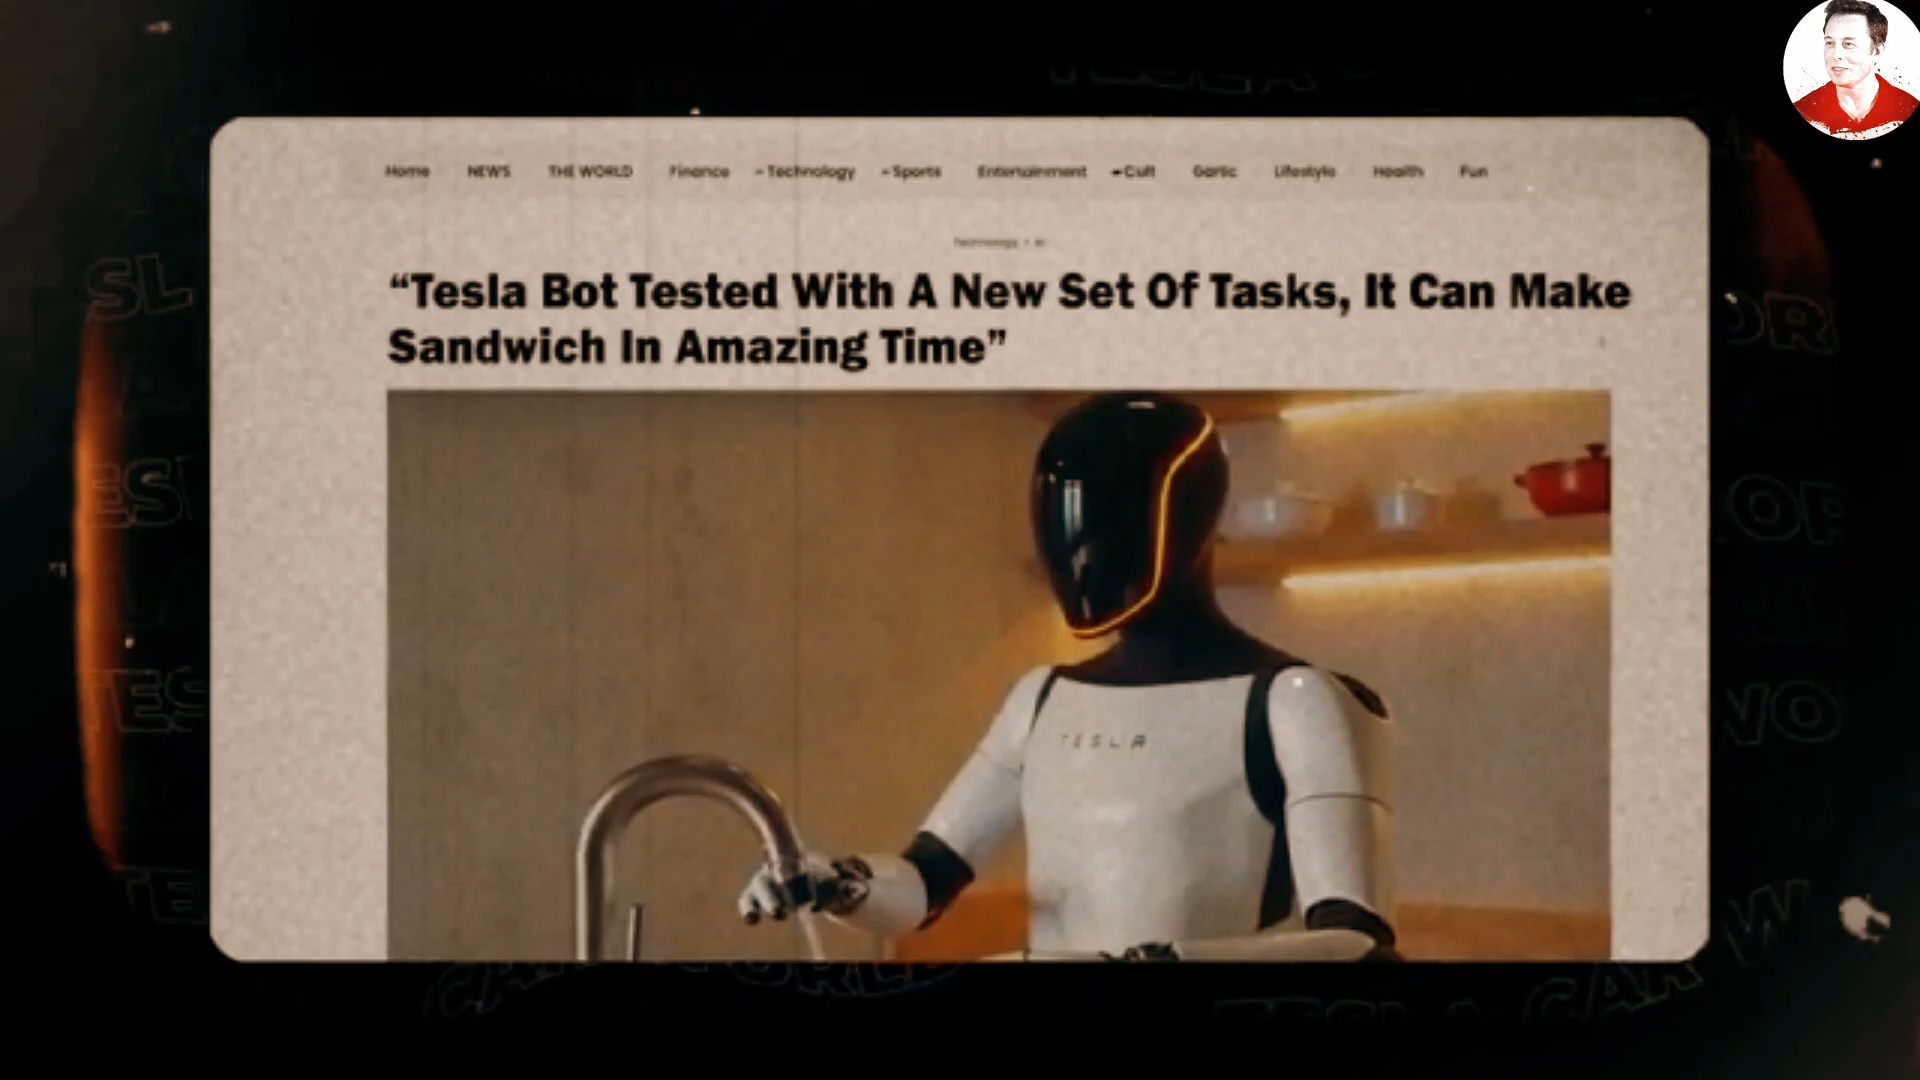 Home NEWS THE WORLD Finance Technology Sports Entertainment Cult Gartic Lifestyle Health Fun
“Tesla Bot Tested With A New Set Of Tasks, It Can Make
Sandwich In Amazing Time”
TESLA